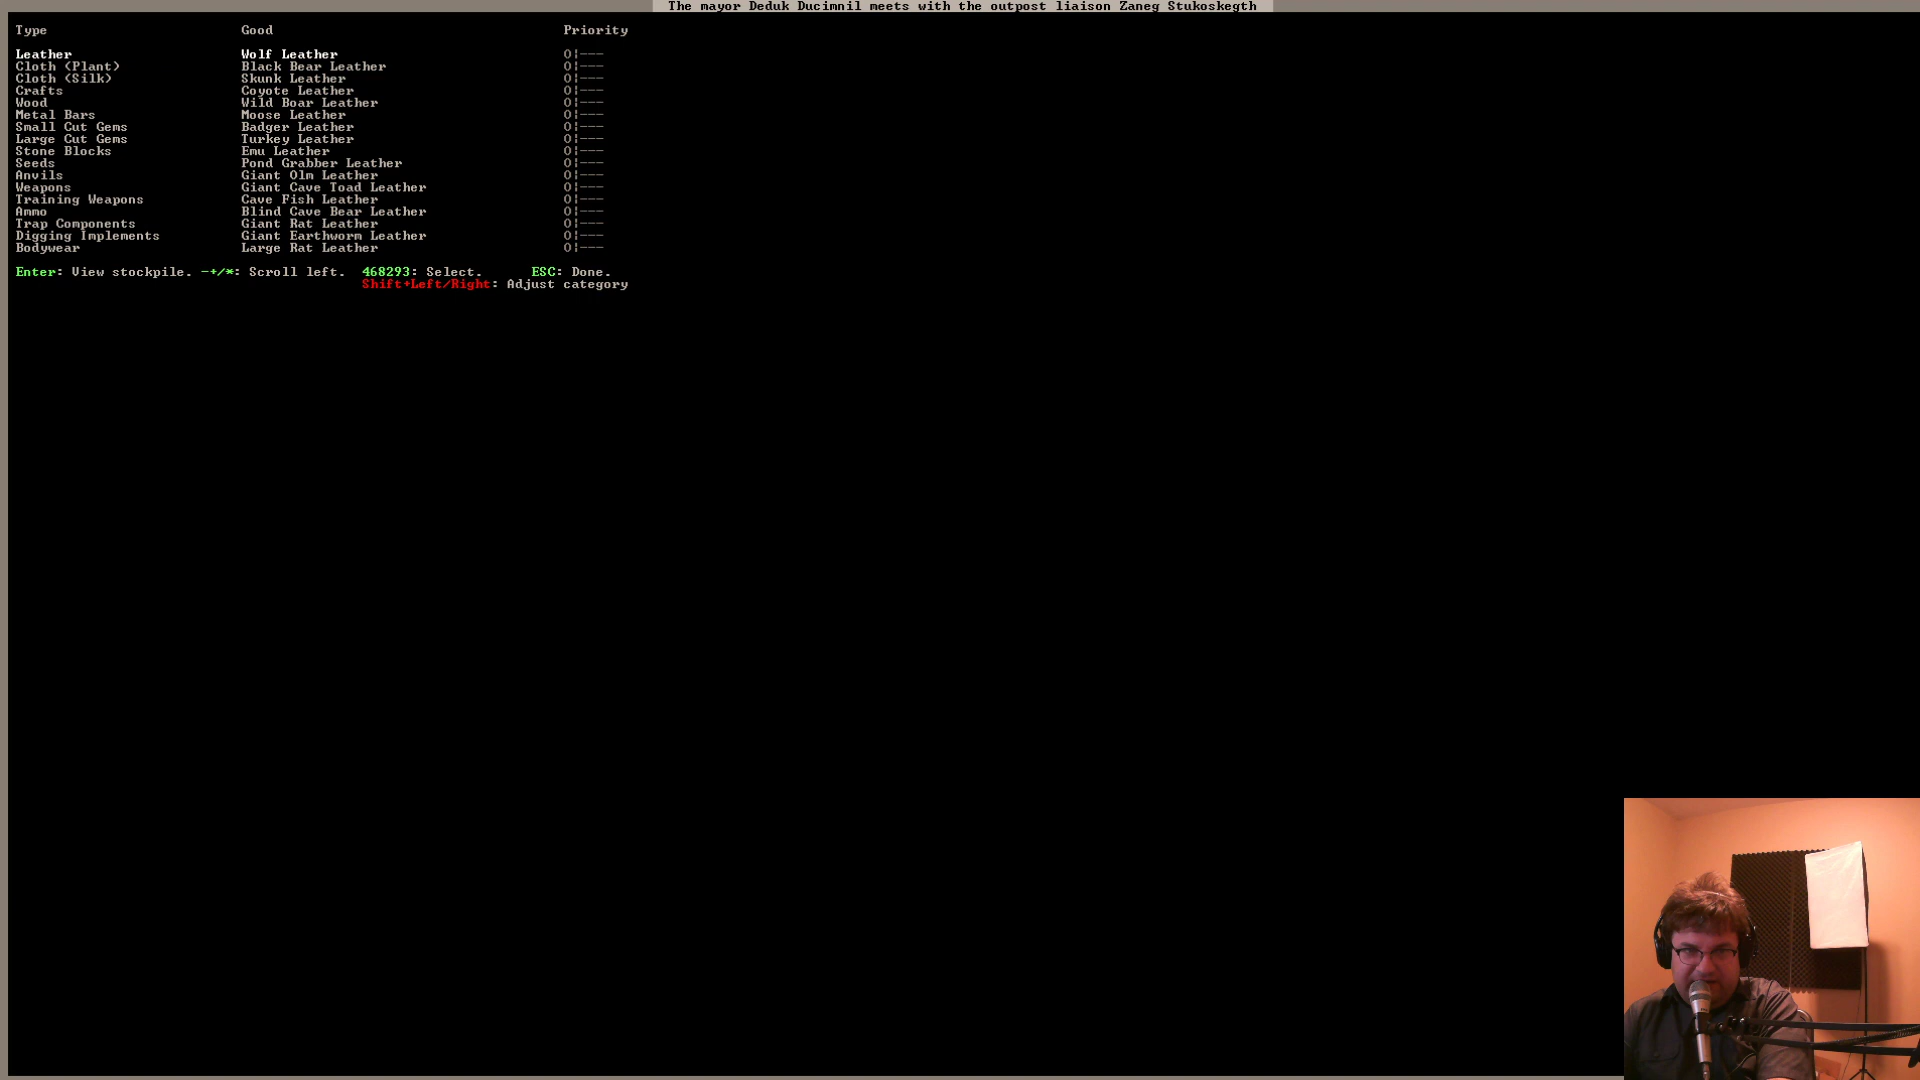 The mayor Deduk Ducimnil meets with the outpost liaison Zaneg Stukoskegth
Type Good Priority
Leather Wolf Leather 0|---
Cloth (Plant) Black Bear Leather 0|---
Cloth (Silk) Skunk Leather 0|---
Crafts Coyote Leather 0|---
Wood Wild Boar Leather 0|---
Metal Bars Moose Leather 0|---
Small Cut Gems Badger Leather 0|---
Large Cut Gems Turkey Leather 0|---
Stone Blocks Emu Leather 0|---
Seeds Pond Grabber Leather 0|---
Anvils Giant Olm Leather 0|---
Weapons Giant Cave Toad Leather 0|---
Training Weapons Cave Fish Leather 0|---
Ammo Blind Cave Bear Leather 0|---
Trap Components Giant Rat Leather 0|---
Digging Implements Giant Earthworm Leather 0|---
Bodywear Large Rat Leather 0|---
Enter: View stockpile. -+/*: Scroll left. 468293: Select. ESC: Done.
Shift+Left/Right: Adjust category